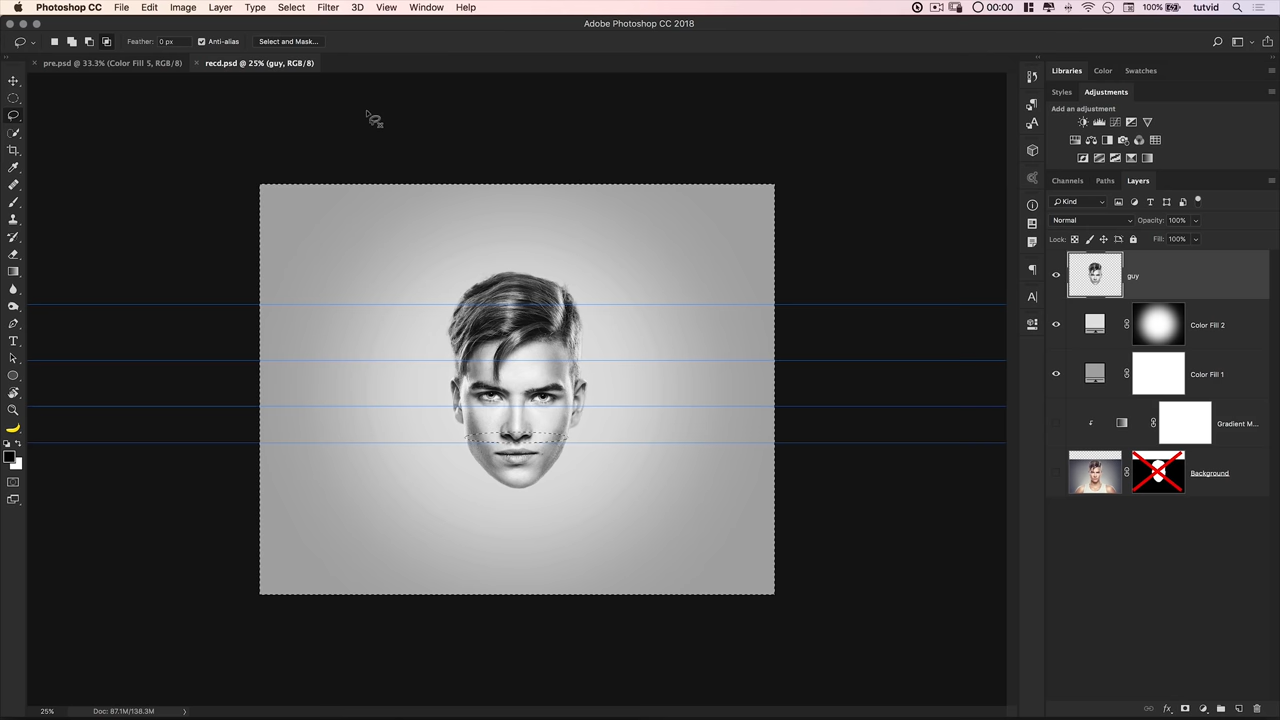 Photoshop CC File Edit Image Layer Type Select Filter 3D View Window Help 00:00 100% tutvid
Adobe Photoshop CC 2018
Feather: 0 px Anti-alias Select and Mask...
pre.psd @ 33.3% (Color Fill 5, RGB/8) recd.psd @ 25% (guy, RGB/8)
Libraries Color Swatches
Styles Adjustments
Add an adjustment
Channels Paths Layers
Kind
Normal Opacity: 100%
Lock: Fill: 100%
guy
Color Fill 2
Color Fill 1
Gradient M...
Background
25% Doc: 87.1M/138.3M